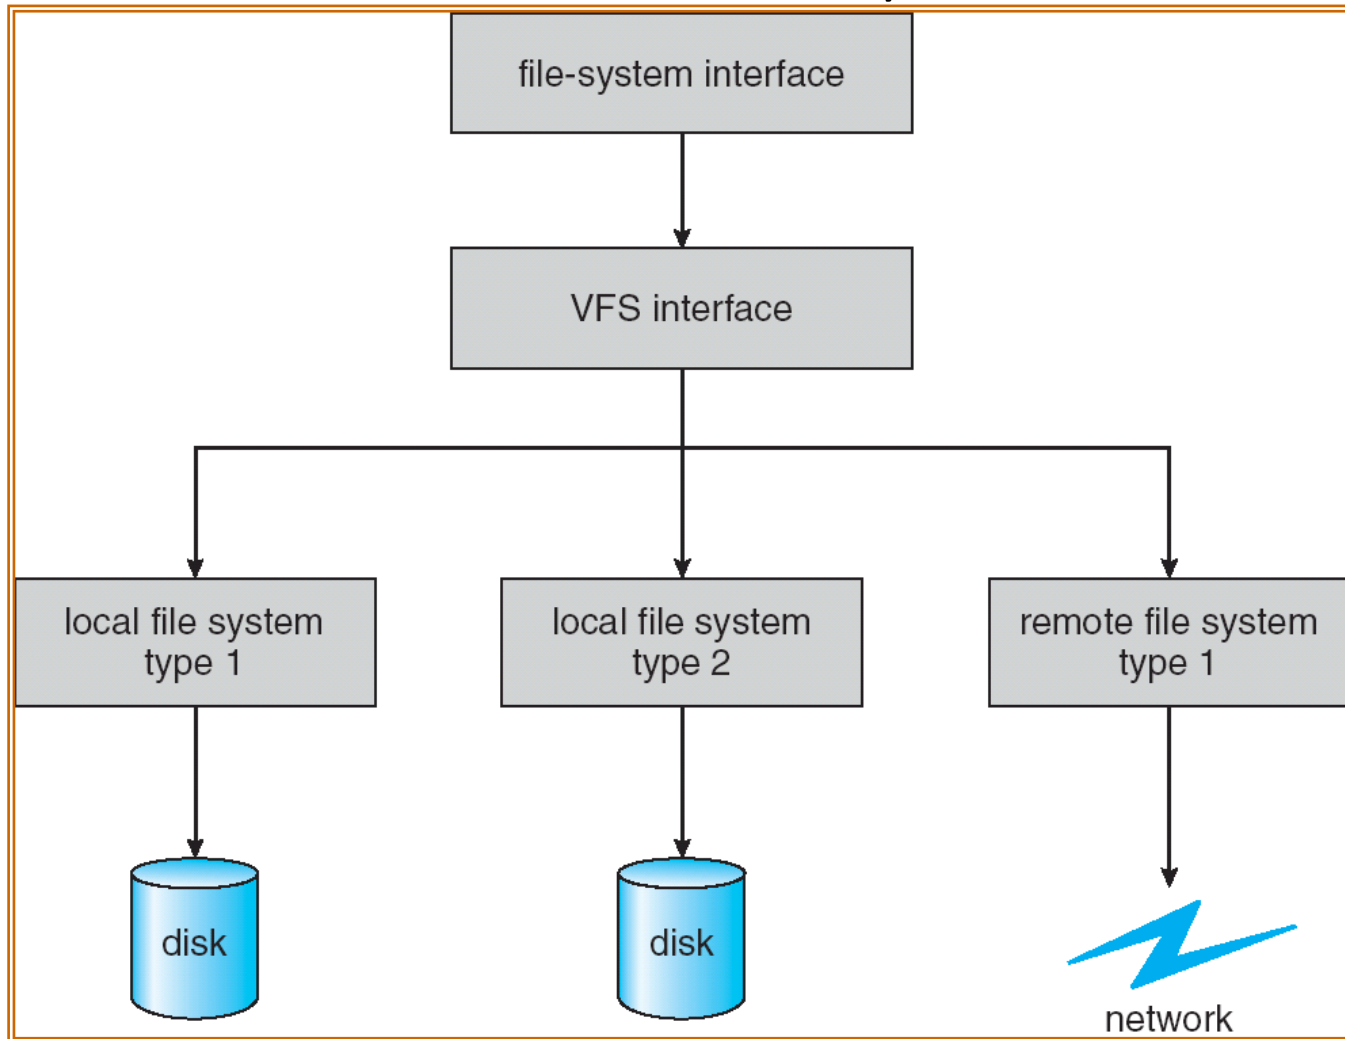 file-system interface
VFS interface
local file system
type 1
local file system
type 2
remote file system
type 1
disk
disk
network